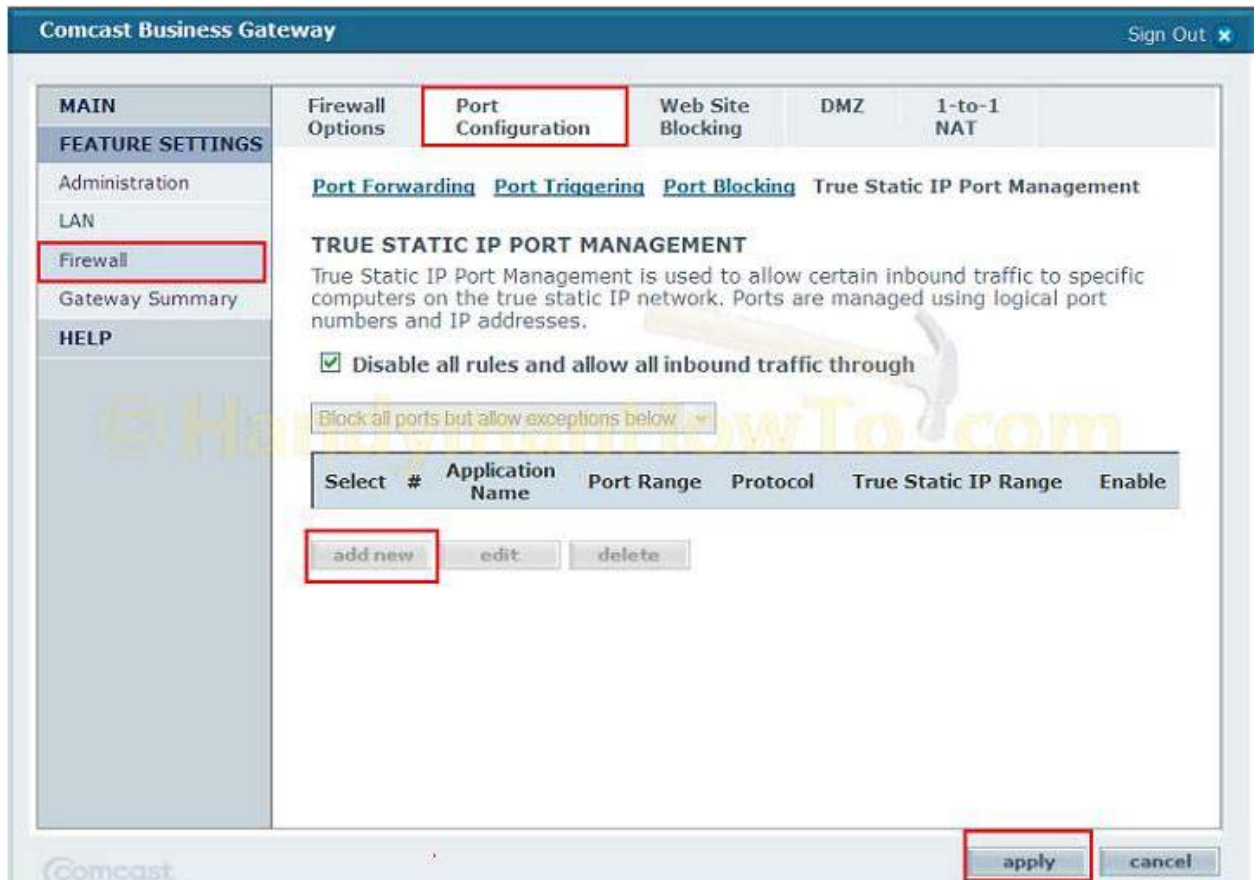 Comcast Business Gateway
Sign Out ×
MAIN
FEATURE SETTINGS
Administration
LAN
Firewall
Gateway Summary
HELP
Firewall
Options
Port
Configuration
Web Site
Blocking
DMZ
1-to-1
NAT
Port Forwarding Port Triggering Port Blocking True Static IP Port Management
TRUE STATIC IP PORT MANAGEMENT
True Static IP Port Management is used to allow certain inbound traffic to specific
computers on the true static IP network. Ports are managed using logical port
numbers and IP addresses.
Disable all rules and allow all inbound traffic through
Block all ports but allow exceptions below
©HandymanHowTo.com
Select # Application Name Port Range Protocol True Static IP Range Enable
add new edit delete
apply cancel
Comcast